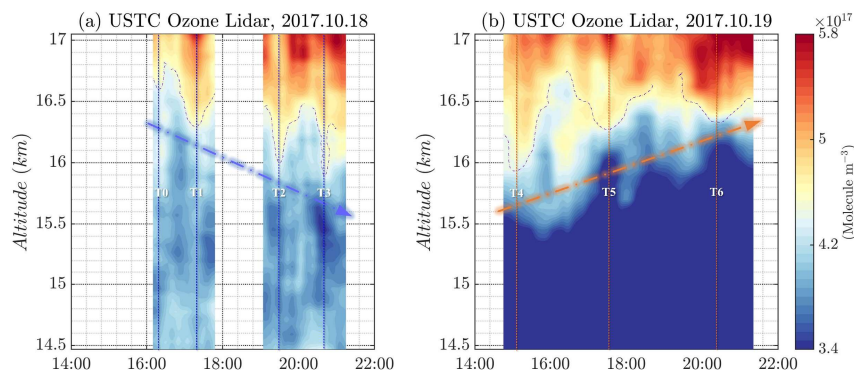 (a) USTC Ozone Lidar, 2017.10.18
(b) USTC Ozone Lidar, 2017.10.19
×10¹⁷
17
16.5
16
15.5
15
14.5
Altitude (km)
T0
T1
T2
T3
14:00
16:00
18:00
20:00
22:00
17
16.5
16
15.5
15
14.5
Altitude (km)
T4
T5
T6
14:00
16:00
18:00
20:00
22:00
5.8
5
4.2
3.4
(Molecule m⁻³)